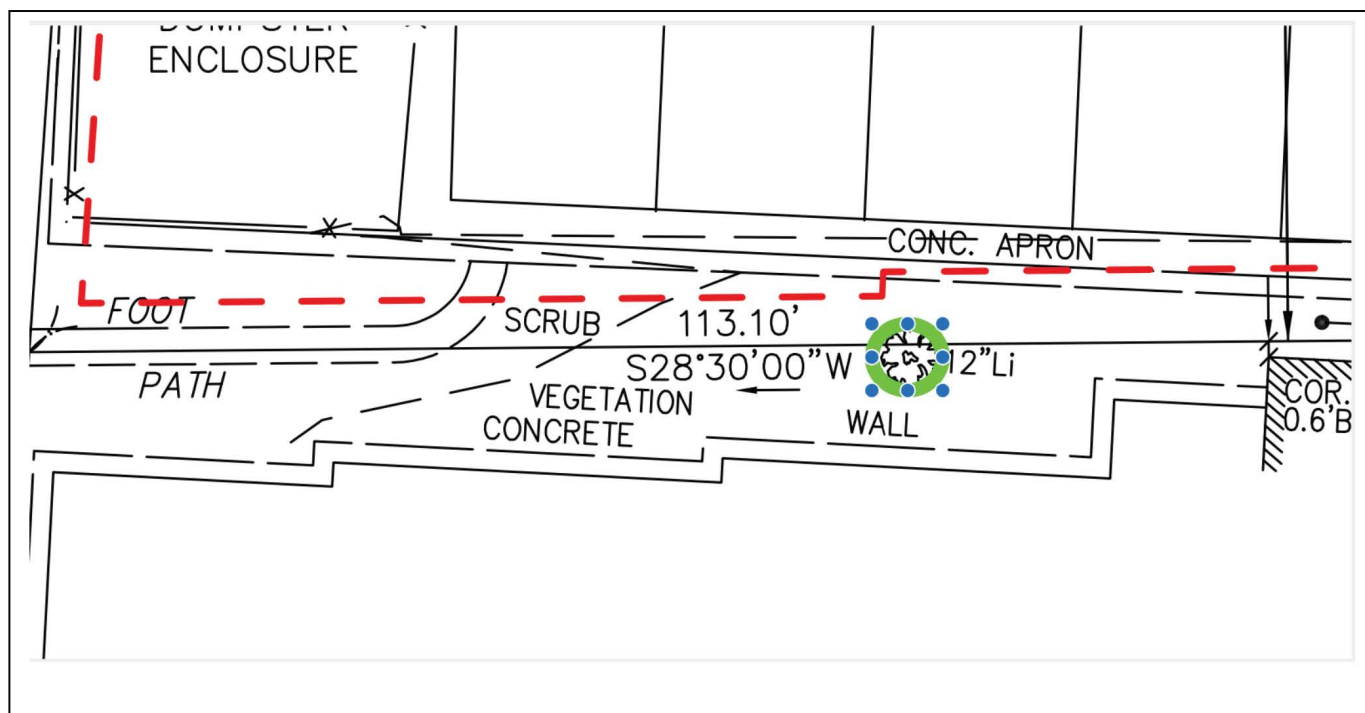 ENCLOSURE
CONC. APRON
FOOT
SCRUB
113.10'
S28°30'00"W
12"Li
PATH
VEGETATION
COR.
CONCRETE
WALL
0.6'B